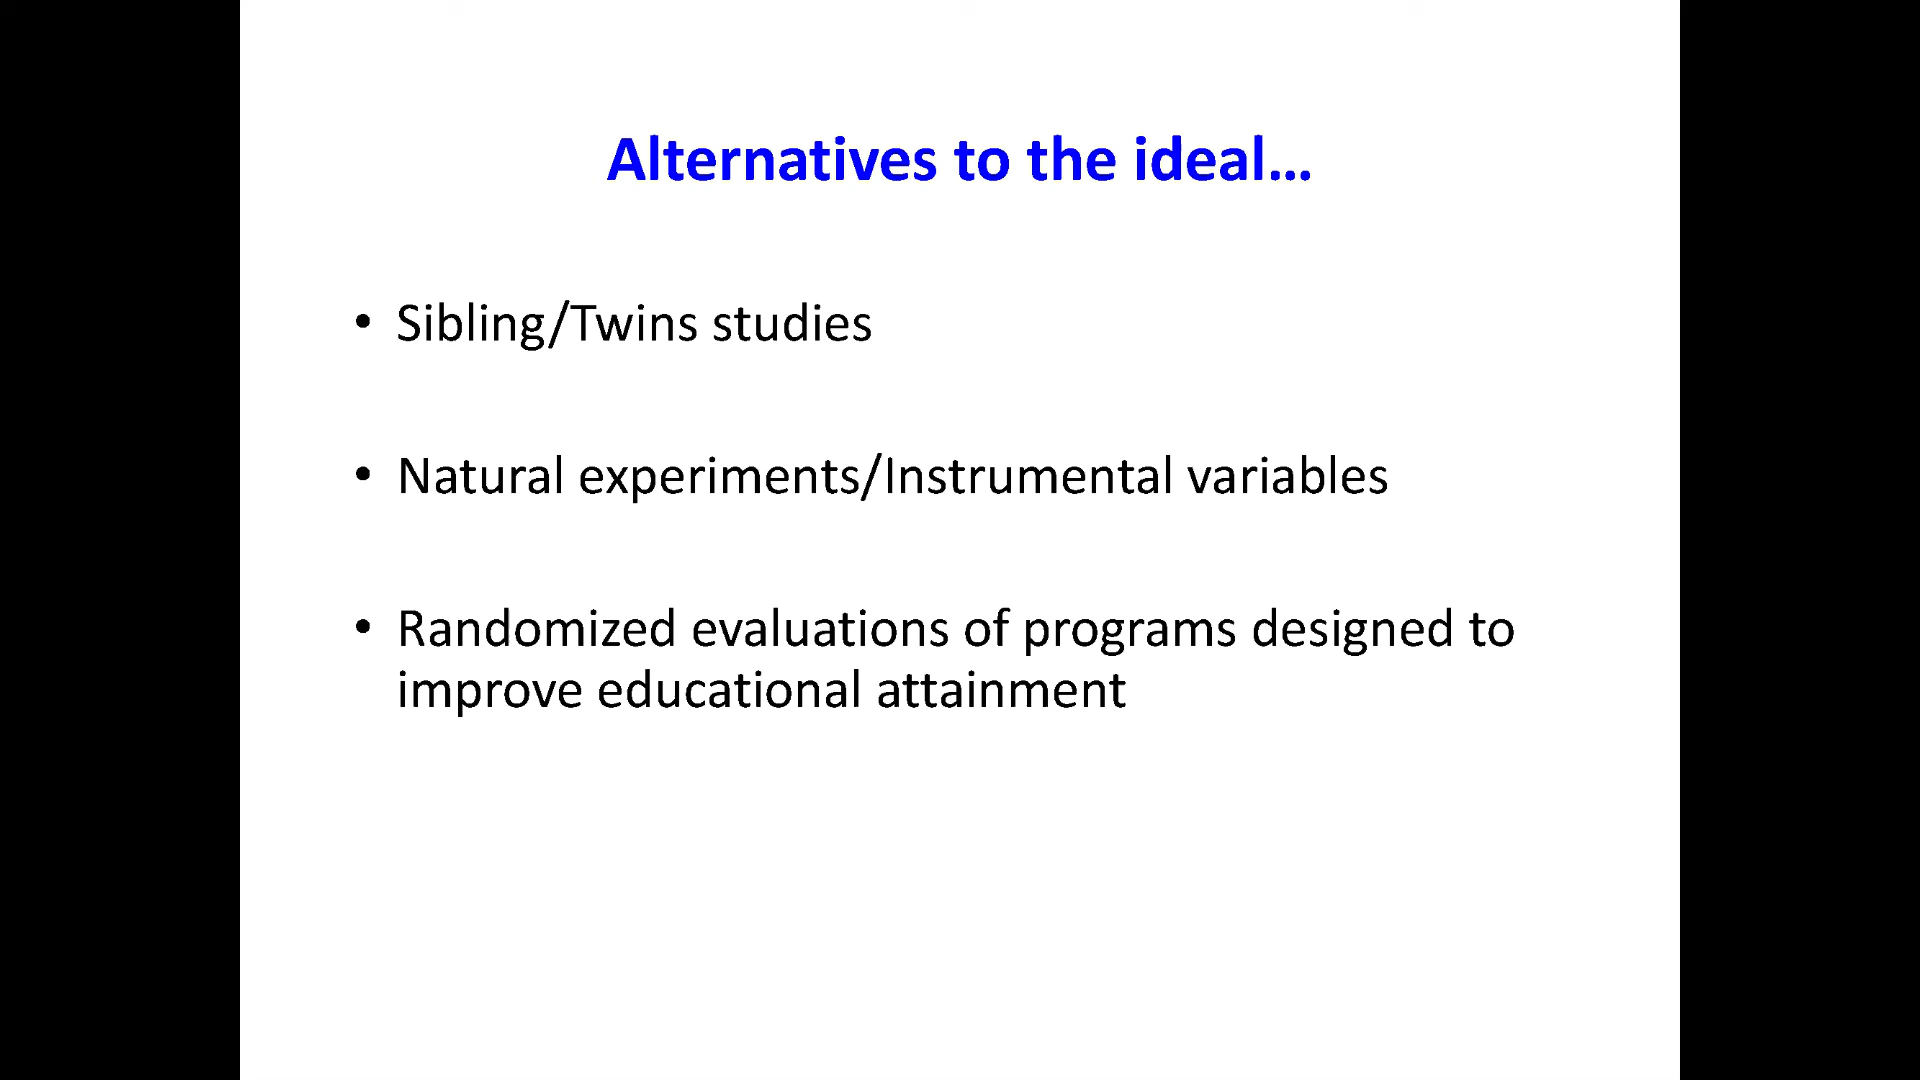 Alternatives to the ideal…
• Sibling/Twins studies
• Natural experiments/Instrumental variables
• Randomized evaluations of programs designed to
improve educational attainment